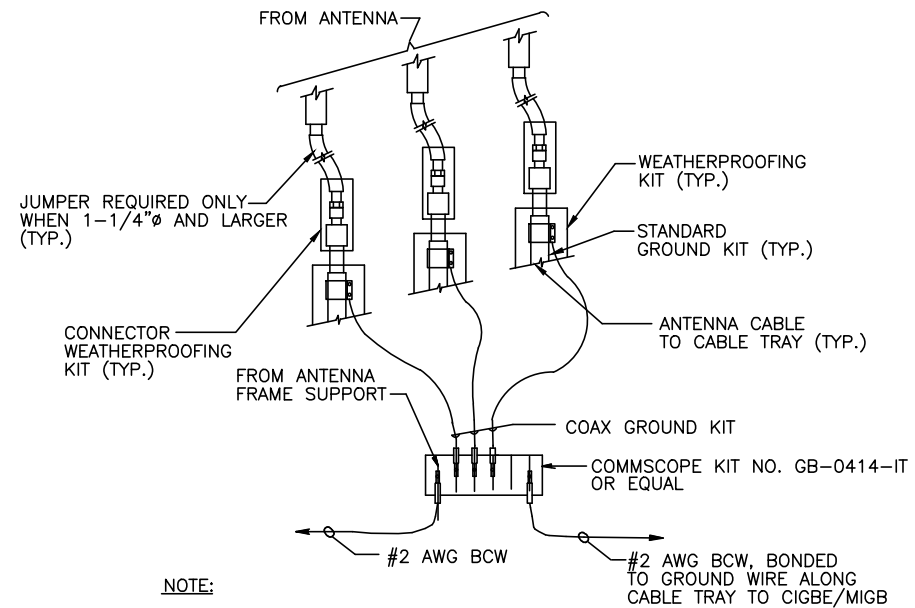 FROM ANTENNA
JUMPER REQUIRED ONLY
WHEN 1-1/4"ø AND LARGER
(TYP.)
WEATHERPROOFING
KIT (TYP.)
STANDARD
GROUND KIT (TYP.)
CONNECTOR
WEATHERPROOFING
KIT (TYP.)
ANTENNA CABLE
TO CABLE TRAY (TYP.)
FROM ANTENNA
FRAME SUPPORT
COAX GROUND KIT
COMMSCOPE KIT NO. GB-0414-IT
OR EQUAL
#2 AWG BCW
#2 AWG BCW, BONDED
TO GROUND WIRE ALONG
CABLE TRAY TO CIGBE/MIGB
NOTE: